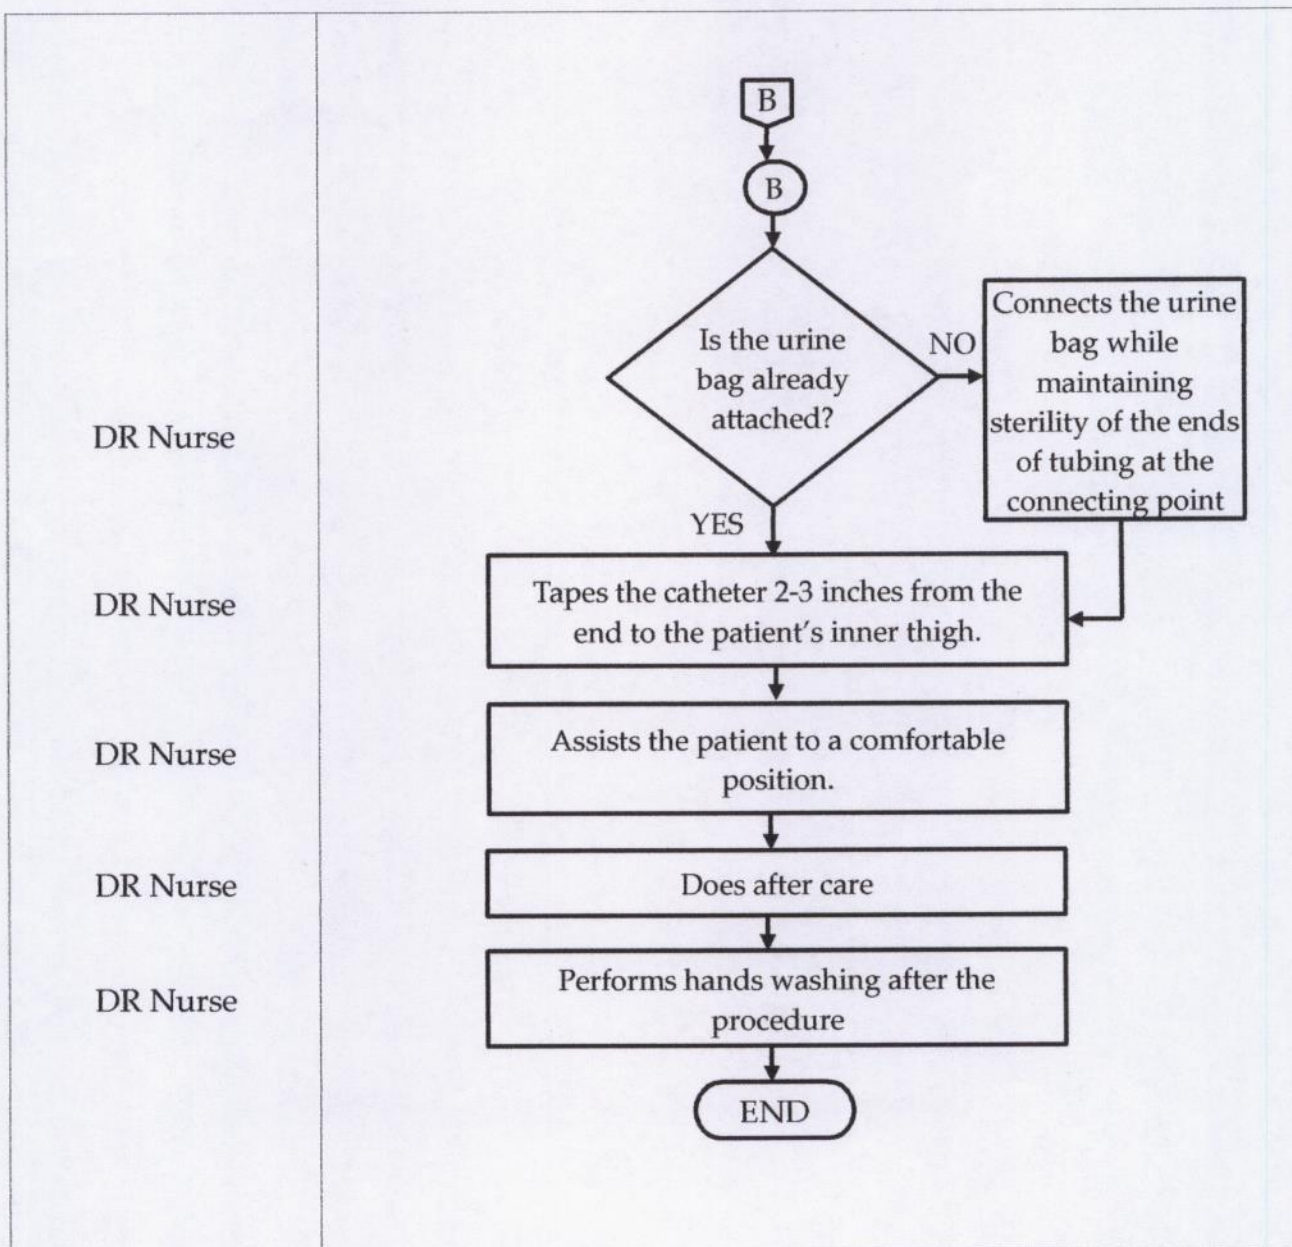 B
B
Is the urine
bag already
attached?
NO
Connects the urine
bag while
maintaining
sterility of the ends
of tubing at the
connecting point
DR Nurse
YES
DR Nurse
Tapes the catheter 2-3 inches from the
end to the patient's inner thigh.
DR Nurse
Assists the patient to a comfortable
position.
DR Nurse
Does after care
DR Nurse
Performs hands washing after the
procedure
END